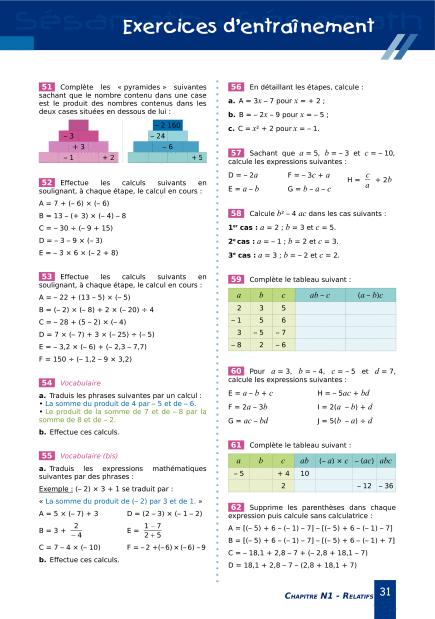 Exercices d'entraînement
51 Complète les « pyramides » suivantes
sachant que le nombre contenu dans une case
est le produit des nombres contenus dans les
deux cases situées en dessous de lui :
– 2 160
– 3
– 24
+ 3
– 6
– 1
+ 2
+ 5
52 Effectue les calculs suivants en
soulignant, à chaque étape, le calcul en cours :
A = 7 + (– 6) × (– 6)
B = 13 – (+ 3) × (– 4) – 8
C = – 30 ÷ (– 9 + 15)
D = – 3 – 9 × (– 3)
E = – 3 × 6 × (– 2 + 8)
53 Effectue les calculs suivants en
soulignant, à chaque étape, le calcul en cours :
A = – 22 + (13 – 5) × (– 5)
B = (– 2) × (– 8) + 2 × (– 20) ÷ 4
C = – 28 + (5 – 2) × (– 4)
D = 7 × (– 7) + 3 × (– 25) ÷ (– 5)
E = – 3,2 × (– 6) + (– 2,3 – 7,7)
F = 150 ÷ (– 1,2 – 9 × 3,2)
54 Vocabulaire
a. Traduis les phrases suivantes par un calcul :
• La somme du produit de 4 par – 5 et de – 6.
• Le produit de la somme de 7 et de – 8 par la
somme de 8 et de – 2.
b. Effectue ces calculs.
55 Vocabulaire (bis)
a. Traduis les expressions mathématiques
suivantes par des phrases :
Exemple : (– 2) × 3 + 1 se traduit par :
« La somme du produit de (– 2) par 3 et de 1. »
A = 5 × (– 7) + 3
D = (2 – 3) × (– 1 – 2)
B = 3 + 2 / – 4
E = 1 – 7 / 2 + 5
C = 7 – 4 × (– 10)
F = – 2 +(– 6) × (– 6) – 9
b. Effectue ces calculs.
56 En détaillant les étapes, calcule :
a. A = 3x – 7 pour x = + 2 ;
b. B = – 2x – 9 pour x = – 5 ;
c. C = x² + 2 pour x = – 1.
57 Sachant que a = 5, b = – 3 et c = – 10,
calcule les expressions suivantes :
D = – 2a
F = – 3c + a
H = c / a + 2b
E = a – b
G = b – a – c
58 Calcule b² – 4 ac dans les cas suivants :
1er cas : a = 2 ; b = 3 et c = 5.
2e cas : a = – 1 ; b = 2 et c = 3.
3e cas : a = 3 ; b = – 2 et c = 2.
59 Complète le tableau suivant :
a b c ab – c (a – b)c
2 3 5
– 1 5 6
3 – 5 – 7
– 8 2 – 6
60 Pour a = 3, b = – 4, c = – 5 et d = 7,
calcule les expressions suivantes :
E = a – b + c
H = – 5ac + bd
F = 2a – 3b
I = 2(a – b) + d
G = ac – bd
J = 5(b – a) ÷ d
61 Complète le tableau suivant :
a b c ab (– a) × c – (ac) abc
– 5 + 4 10
2 – 12 – 36
62 Supprime les parenthèses dans chaque
expression puis calcule sans calculatrice :
A = [(– 5) + 6 – (– 1) – 7] – [(– 5) + 6 – (– 1) – 7]
B = [(– 5) + 6 – (– 1) – 7] – [(– 5) + 6 – (– 1) + 7]
C = – 18,1 + 2,8 – 7 + (– 2,8 + 18,1 – 7)
D = 18,1 + 2,8 – 7 – (2,8 + 18,1 + 7)
Chapitre N1 - Relatifs 31